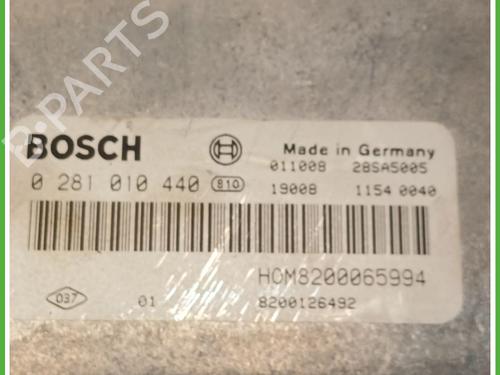 B-PARTS
BOSCH
Made in Germany
011008 28SA5005
0 281 010 440 810 19008 1154 0040
HOM8200065994
037 01 8200126492